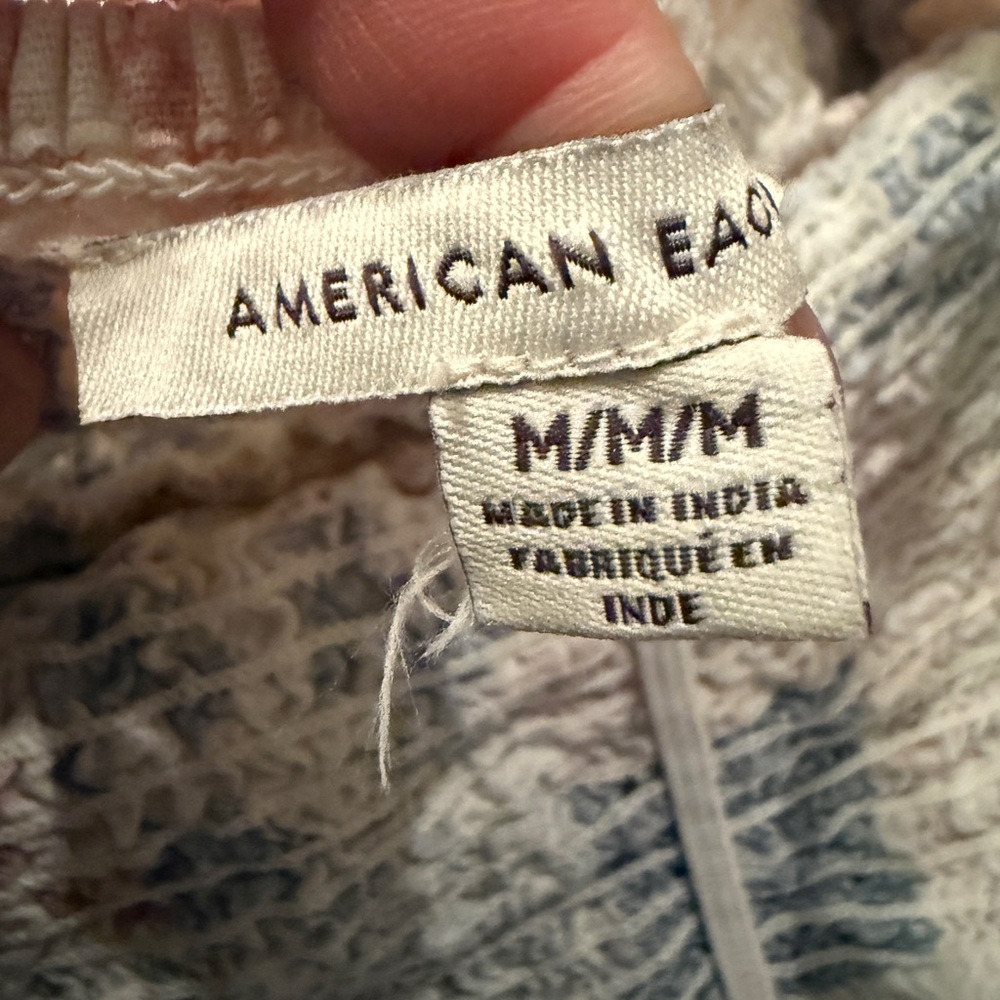 AMERICAN EAG
M/M/M
MADE IN INDIA
FABRIQUÉ EN
INDE